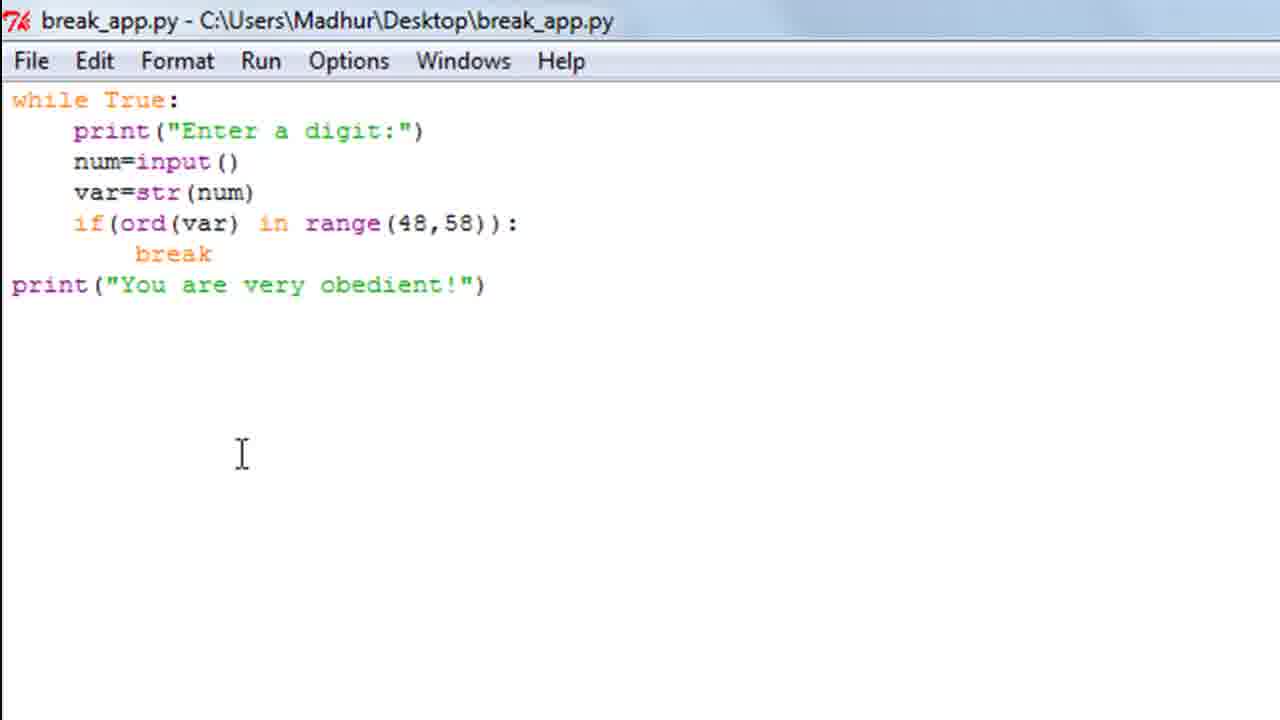 break_app.py - C:\Users\Madhur\Desktop\break_app.py
File Edit Format Run Options Windows Help
while True:
    print("Enter a digit:")
    num=input()
    var=str(num)
    if(ord(var) in range(48,58)):
        break
print("You are very obedient!")